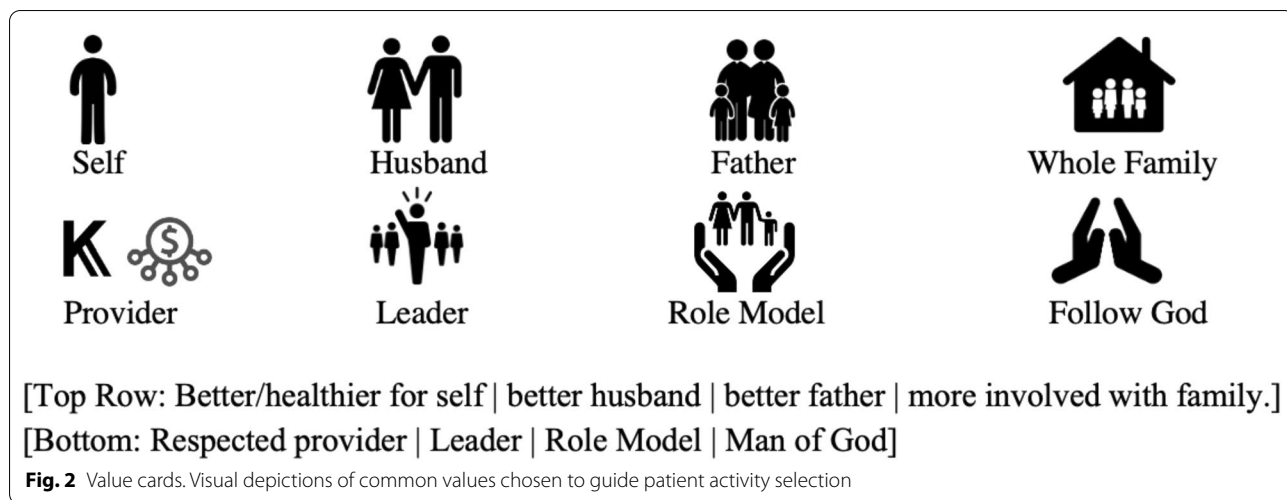 Self Husband Father Whole Family
K $
Provider Leader Role Model Follow God
[Top Row: Better/healthier for self | better husband | better father | more involved with family.]
[Bottom: Respected provider | Leader | Role Model | Man of God]
Fig. 2 Value cards. Visual depictions of common values chosen to guide patient activity selection